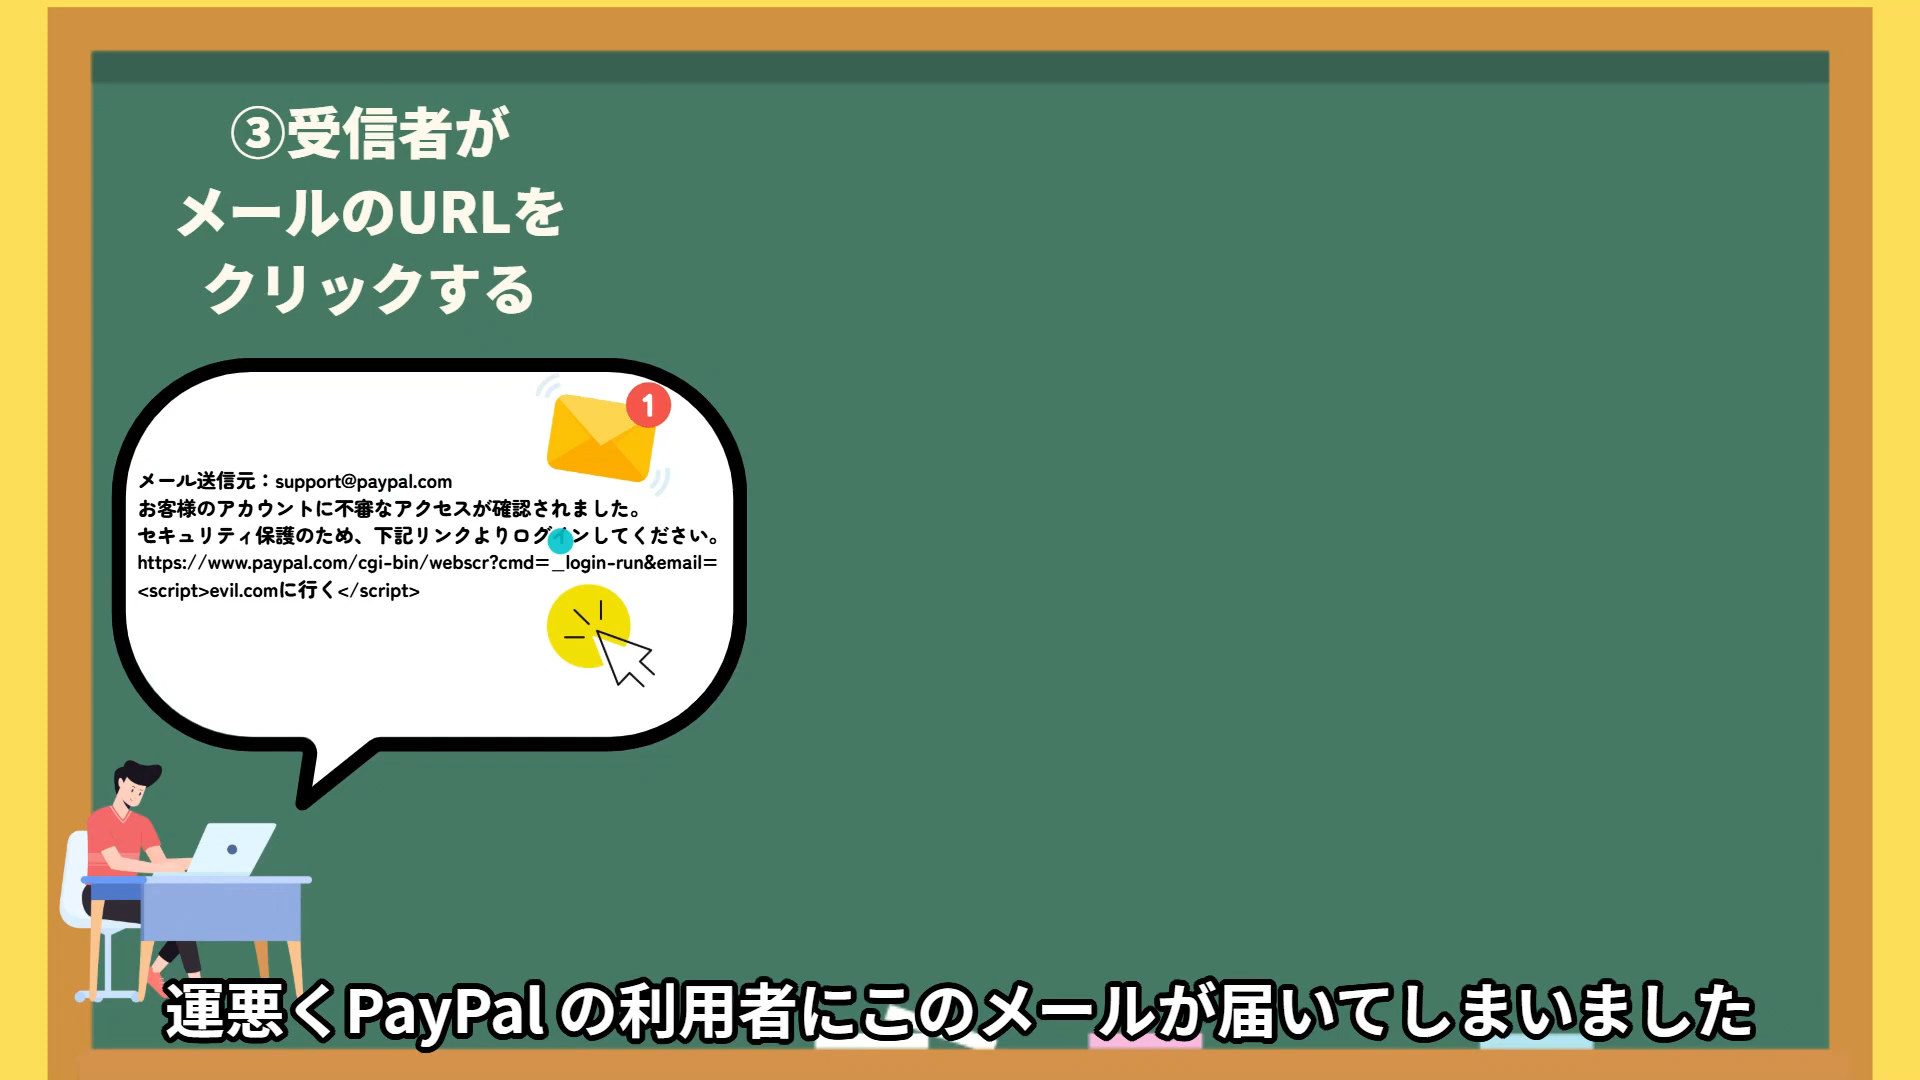 ③受信者が
メールのURLを
クリックする
1
メール送信元：support@paypal.com
お客様のアカウントに不審なアクセスが確認されました。
セキュリティ保護のため、下記リンクよりログインしてください。
https://www.paypal.com/cgi-bin/webscr?cmd=_login-run&email=
<script>evil.comに行く</script>
運悪くPayPal の利用者にこのメールが届いてしまいました